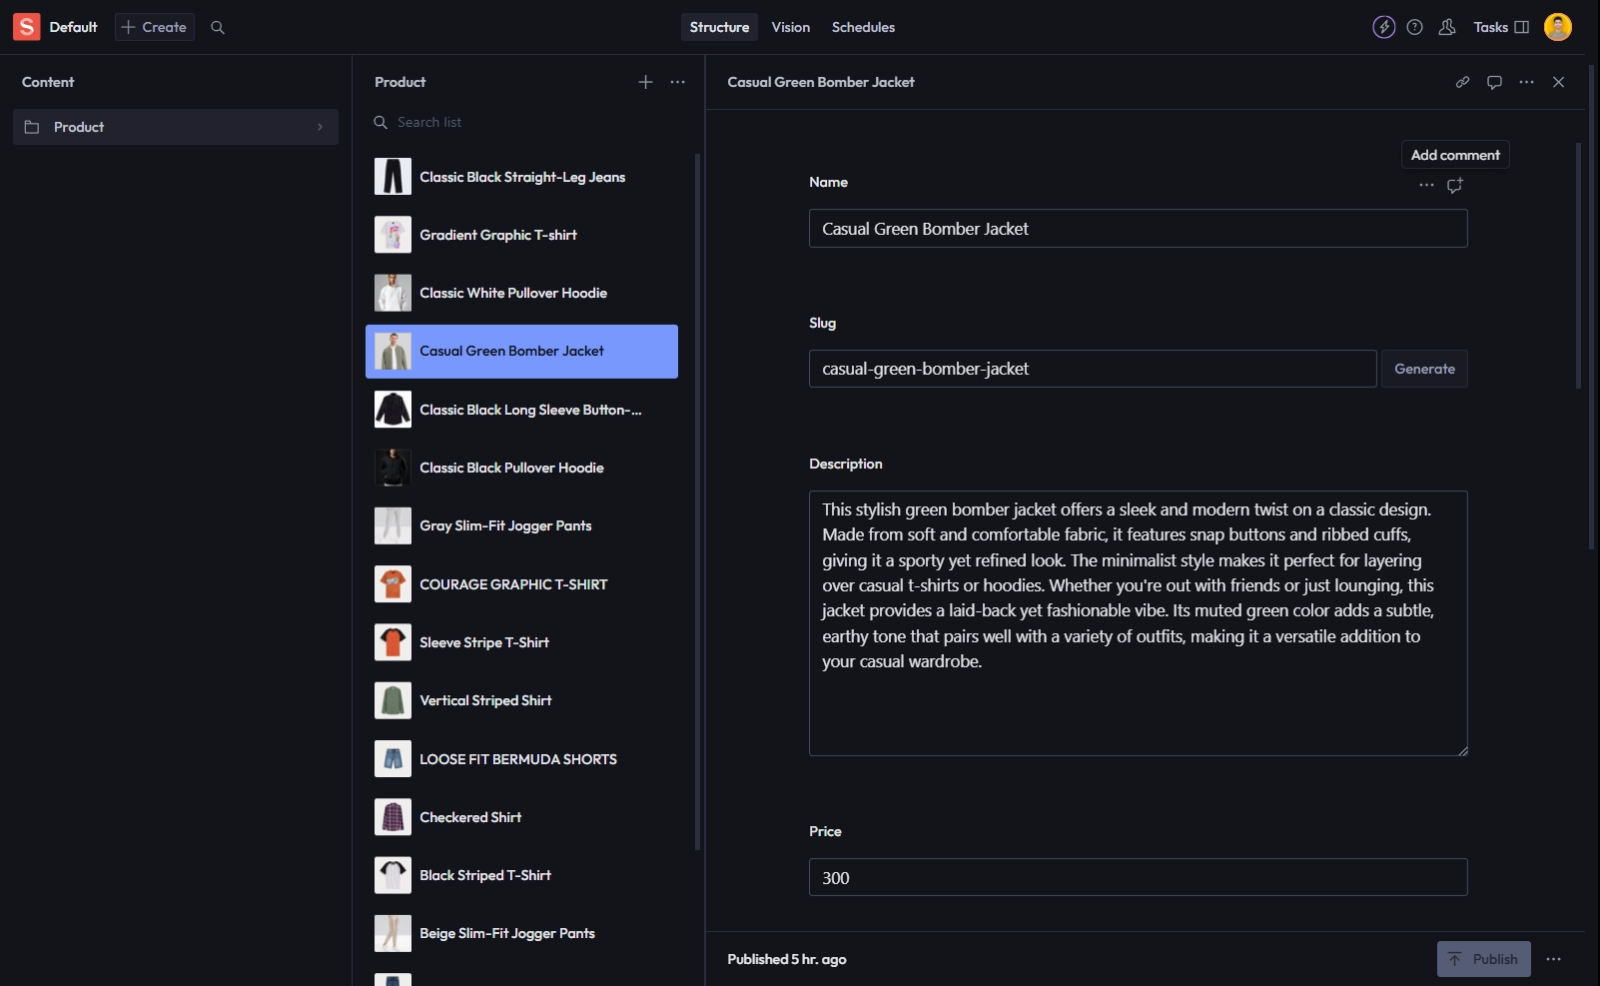 S Default
Create
Structure
Vision
Schedules
Tasks
Content
Product
Product
Search list
Classic Black Straight-Leg Jeans
Gradient Graphic T-shirt
Classic White Pullover Hoodie
Casual Green Bomber Jacket
Classic Black Long Sleeve Button-...
Classic Black Pullover Hoodie
Gray Slim-Fit Jogger Pants
COURAGE GRAPHIC T-SHIRT
Sleeve Stripe T-Shirt
Vertical Striped Shirt
LOOSE FIT BERMUDA SHORTS
Checkered Shirt
Black Striped T-Shirt
Beige Slim-Fit Jogger Pants
Casual Green Bomber Jacket
Add comment
Name
Casual Green Bomber Jacket
Slug
casual-green-bomber-jacket
Generate
Description
This stylish green bomber jacket offers a sleek and modern twist on a classic design.
Made from soft and comfortable fabric, it features snap buttons and ribbed cuffs,
giving it a sporty yet refined look. The minimalist style makes it perfect for layering
over casual t-shirts or hoodies. Whether you're out with friends or just lounging, this
jacket provides a laid-back yet fashionable vibe. Its muted green color adds a subtle,
earthy tone that pairs well with a variety of outfits, making it a versatile addition to
your casual wardrobe.
Price
300
Published 5 hr. ago
Publish